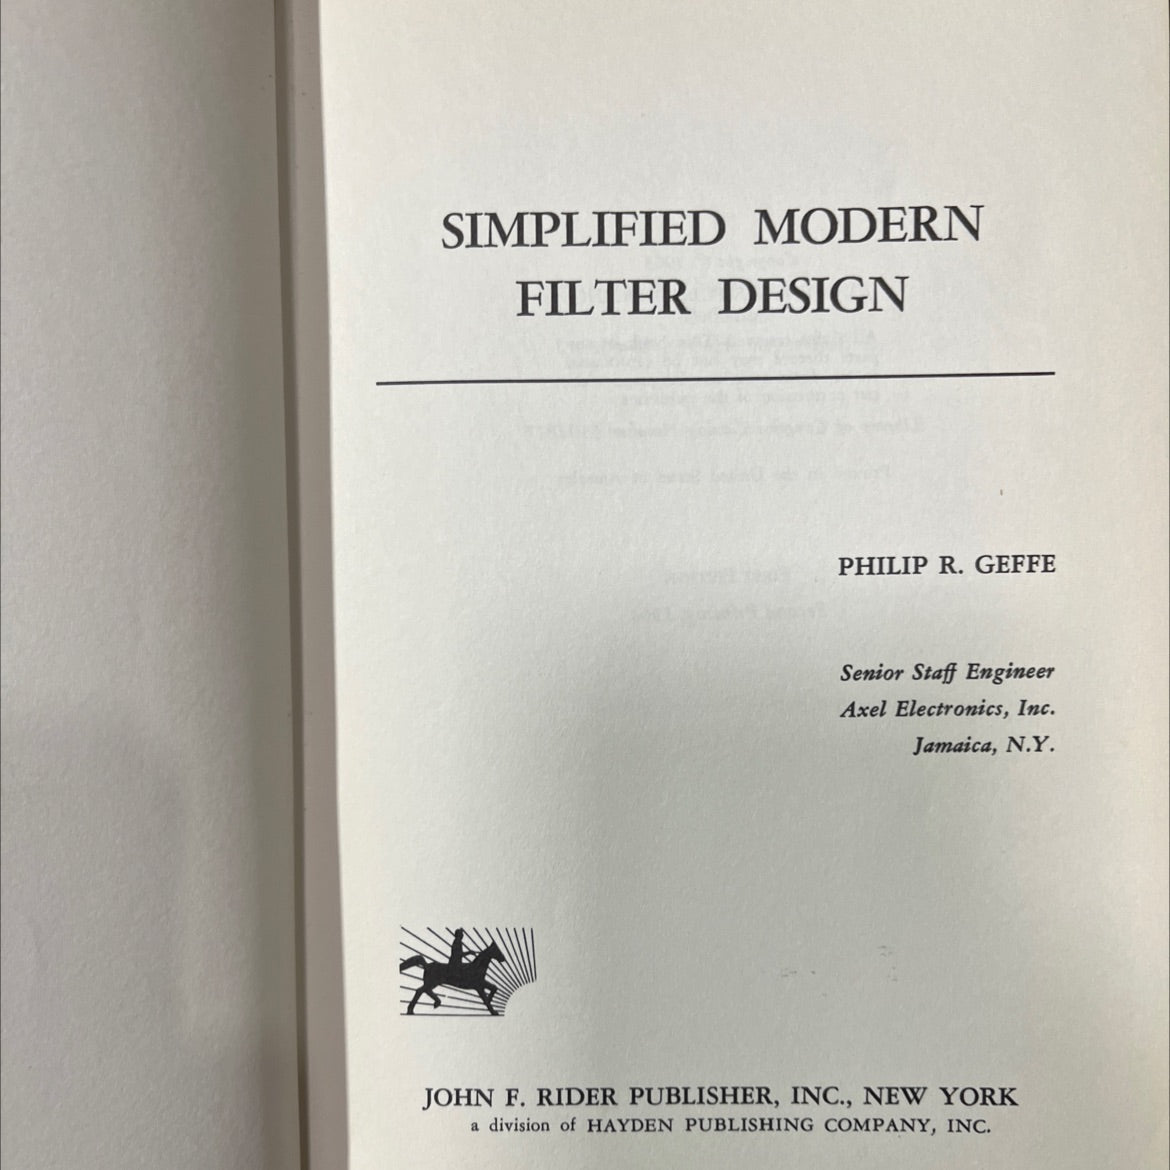 SIMPLIFIED MODERN
FILTER DESIGN
PHILIP R. GEFFE
Senior Staff Engineer
Axel Electronics, Inc.
Jamaica, N.Y.
JOHN F. RIDER PUBLISHER, INC., NEW YORK
a division of HAYDEN PUBLISHING COMPANY, INC.